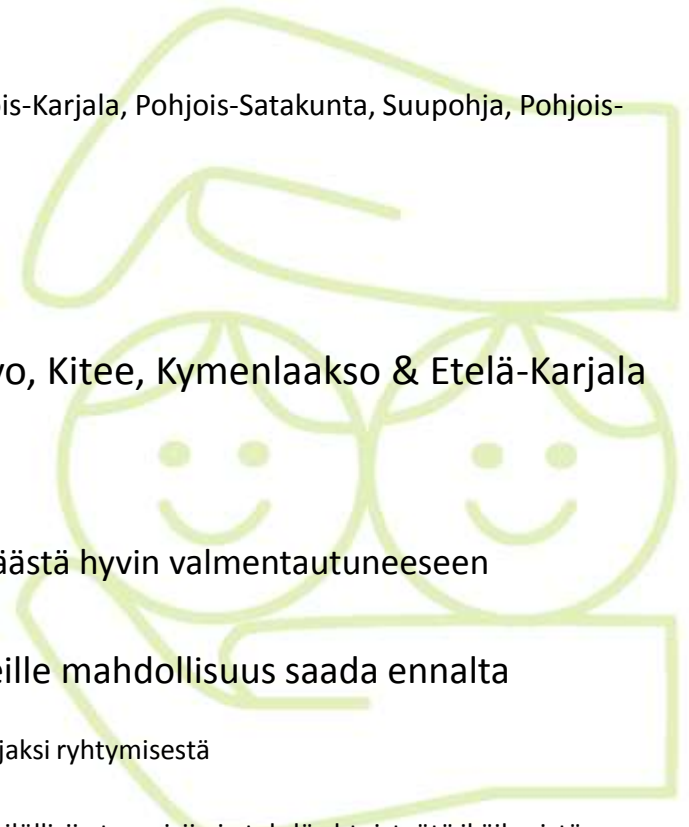 is-Karjala, Pohjois-Satakunta, Suupohja, Pohjois-
vo, Kitee, Kymenlaakso & Etelä-Karjala
äästä hyvin valmentautuneeseen
eille mahdollisuus saada ennalta
jaksi ryhtymisestä